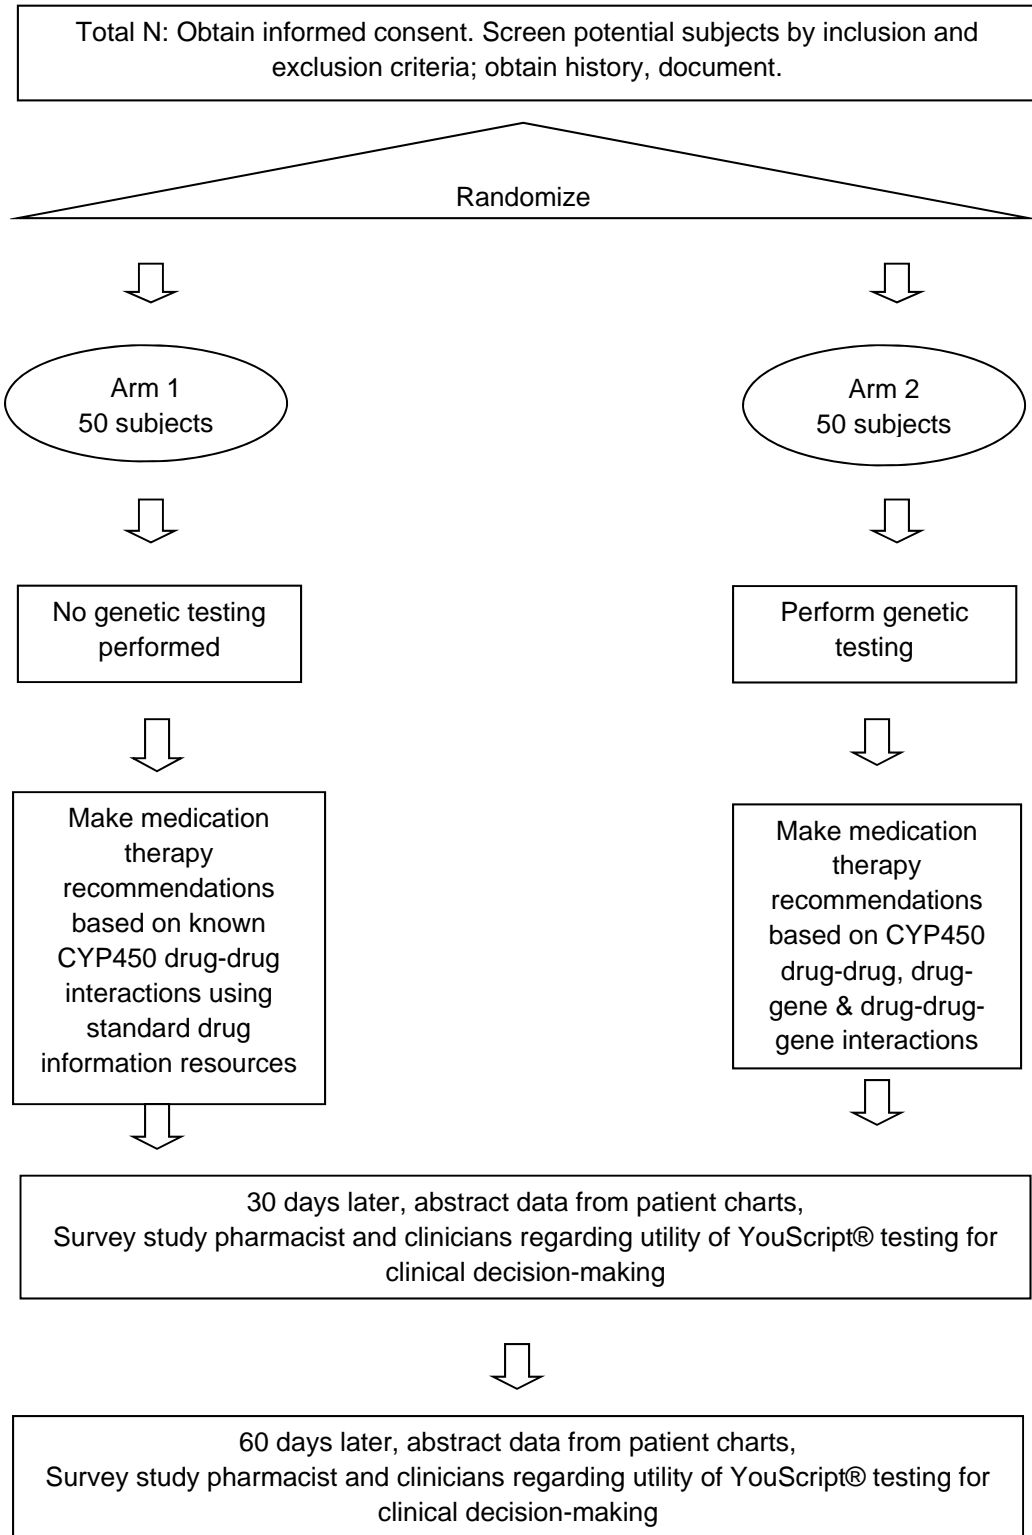 Total N: Obtain informed consent. Screen potential subjects by inclusion and
exclusion criteria; obtain history, document.
Randomize
Arm 1
50 subjects
Arm 2
50 subjects
No genetic testing
performed
Perform genetic
testing
Make medication
therapy
recommendations
based on known
CYP450 drug-drug
interactions using
standard drug
information resources
Make medication
therapy
recommendations
based on CYP450
drug-drug, drug-
gene & drug-drug-
gene interactions
30 days later, abstract data from patient charts,
Survey study pharmacist and clinicians regarding utility of YouScript® testing for
clinical decision-making
60 days later, abstract data from patient charts,
Survey study pharmacist and clinicians regarding utility of YouScript® testing for
clinical decision-making